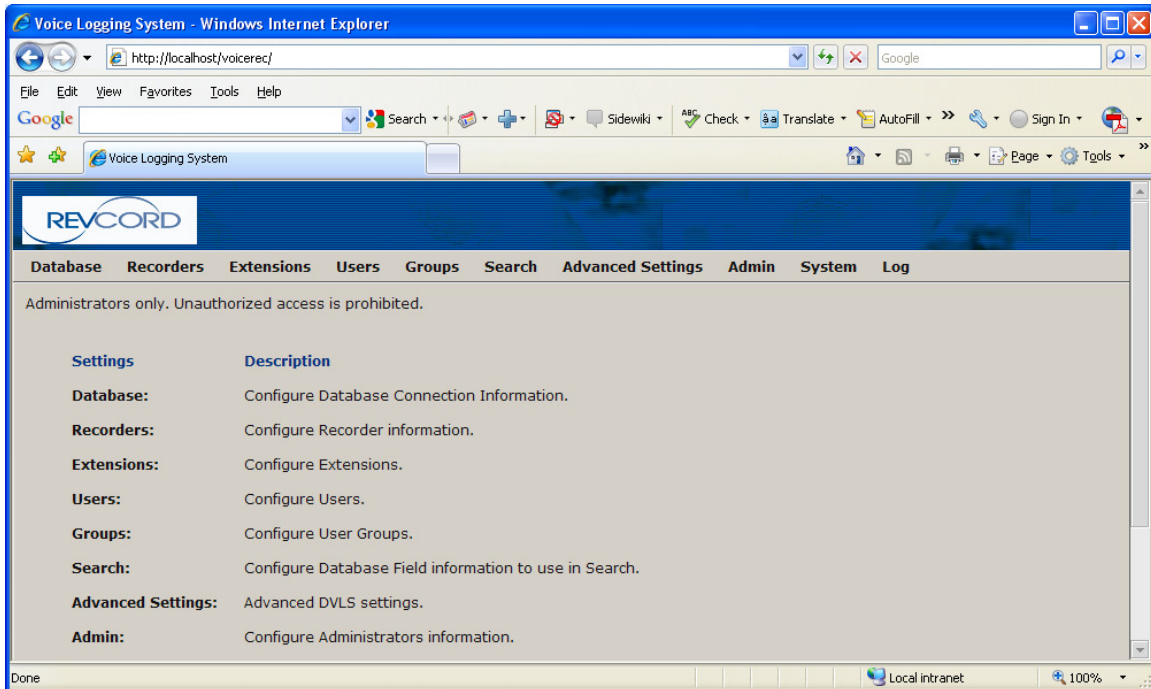 Voice Logging System - Windows Internet Explorer
http://localhost/voicerec/ Google
File Edit View Favorites Tools Help
Google Search Sidewiki ABC Check âa Translate AutoFill >> Sign In
Voice Logging System Page Tools >>
REVCORD
Database Recorders Extensions Users Groups Search Advanced Settings Admin System Log
Administrators only. Unauthorized access is prohibited.
Settings Description
Database: Configure Database Connection Information.
Recorders: Configure Recorder information.
Extensions: Configure Extensions.
Users: Configure Users.
Groups: Configure User Groups.
Search: Configure Database Field information to use in Search.
Advanced Settings: Advanced DVLS settings.
Admin: Configure Administrators information.
Done Local intranet 100%